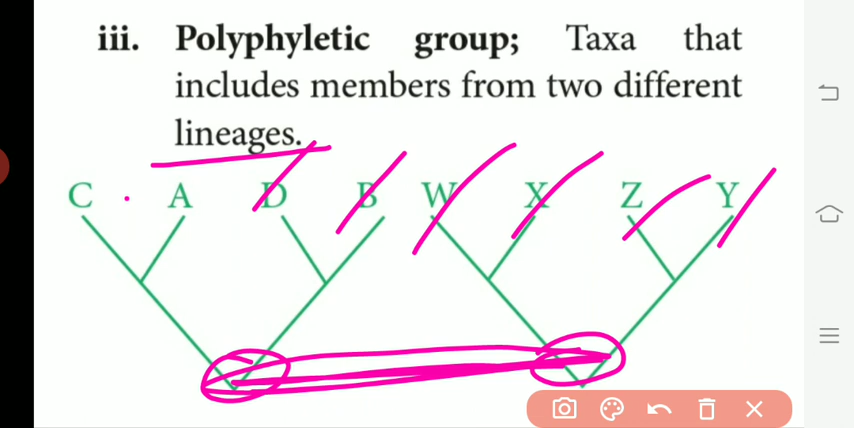 iii. Polyphyletic group; Taxa that
includes members from two different
lineages.
C A D B W X Z Y